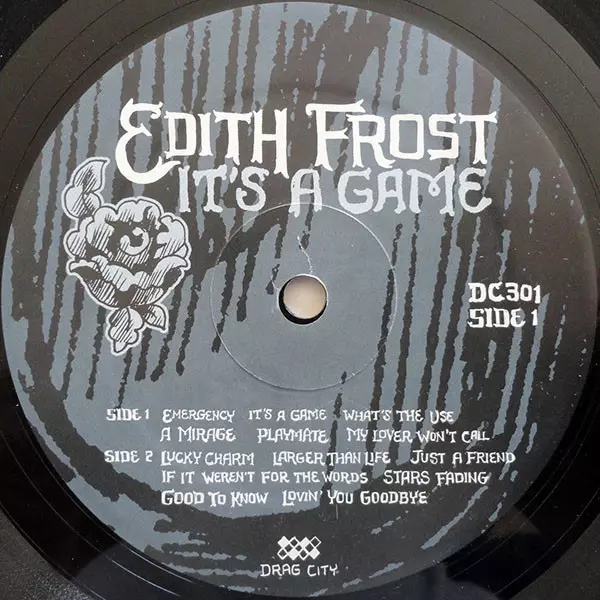 EDITH FROST
IT'S A GAME
DC301
SIDE 1
SIDE 1 EMERGENCY IT'S A GAME WHAT'S THE USE
A MIRAGE PLAYMATE MY LOVER WON'T CALL
SIDE 2 LUCKY CHARM LARGER THAN LIFE JUST A FRIEND
IF IT WEREN'T FOR THE WORDS STARS FADING
GOOD TO KNOW LOVIN' YOU GOODBYE
DRAG CITY